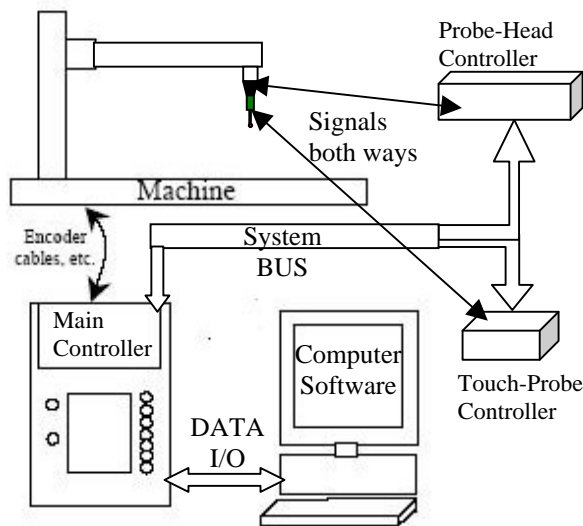 Probe-Head
Controller
Signals
both ways
Machine
Encoder
cables, etc.
System
BUS
Main
Controller
Computer
Software
Touch-Probe
Controller
DATA
I/O